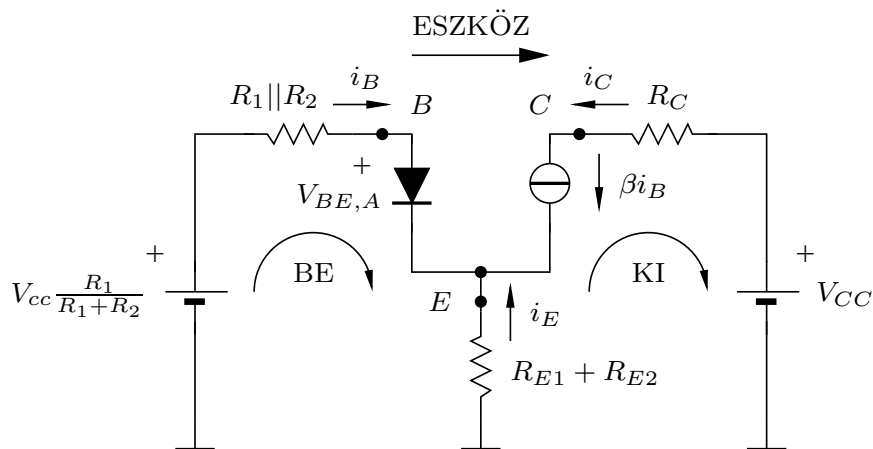 ESZKÖZ
i_B
i_C
R_1||R_2
B
C
R_C
+
V_{BE,A}
βi_B
+
BE
KI
+
V_{cc} \frac{R_1}{R_1+R_2}
E
i_E
V_{CC}
R_{E1} + R_{E2}